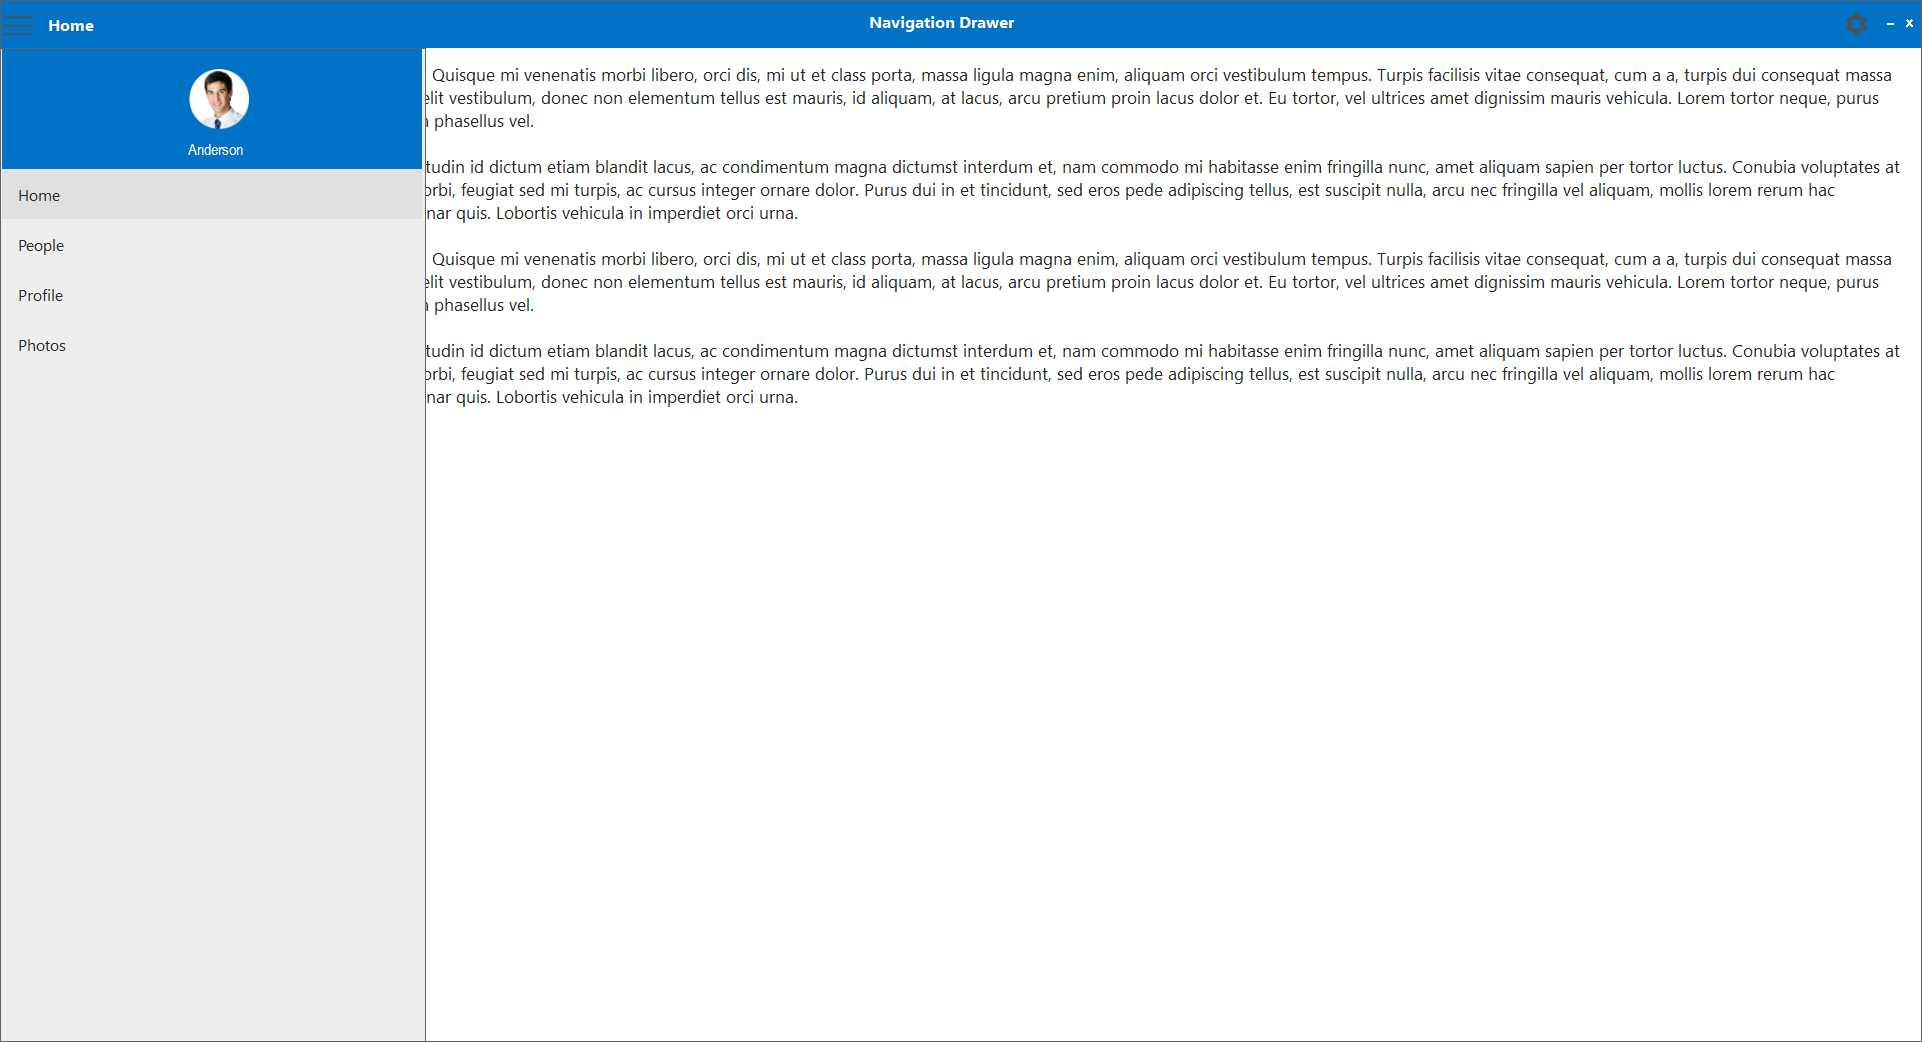 Home
Navigation Drawer
Anderson
Home
People
Profile
Photos
Quisque mi venenatis morbi libero, orci dis, mi ut et class porta, massa ligula magna enim, aliquam orci vestibulum tempus. Turpis facilisis vitae consequat, cum a a, turpis dui consequat massa
elit vestibulum, donec non elementum tellus est mauris, id aliquam, at lacus, arcu pretium proin lacus dolor et. Eu tortor, vel ultrices amet dignissim mauris vehicula. Lorem tortor neque, purus
phasellus vel.
tudin id dictum etiam blandit lacus, ac condimentum magna dictumst interdum et, nam commodo mi habitasse enim fringilla nunc, amet aliquam sapien per tortor luctus. Conubia voluptates at
orbi, feugiat sed mi turpis, ac cursus integer ornare dolor. Purus dui in et tincidunt, sed eros pede adipiscing tellus, est suscipit nulla, arcu nec fringilla vel aliquam, mollis lorem rerum hac
nar quis. Lobortis vehicula in imperdiet orci urna.
Quisque mi venenatis morbi libero, orci dis, mi ut et class porta, massa ligula magna enim, aliquam orci vestibulum tempus. Turpis facilisis vitae consequat, cum a a, turpis dui consequat massa
elit vestibulum, donec non elementum tellus est mauris, id aliquam, at lacus, arcu pretium proin lacus dolor et. Eu tortor, vel ultrices amet dignissim mauris vehicula. Lorem tortor neque, purus
phasellus vel.
tudin id dictum etiam blandit lacus, ac condimentum magna dictumst interdum et, nam commodo mi habitasse enim fringilla nunc, amet aliquam sapien per tortor luctus. Conubia voluptates at
orbi, feugiat sed mi turpis, ac cursus integer ornare dolor. Purus dui in et tincidunt, sed eros pede adipiscing tellus, est suscipit nulla, arcu nec fringilla vel aliquam, mollis lorem rerum hac
nar quis. Lobortis vehicula in imperdiet orci urna.